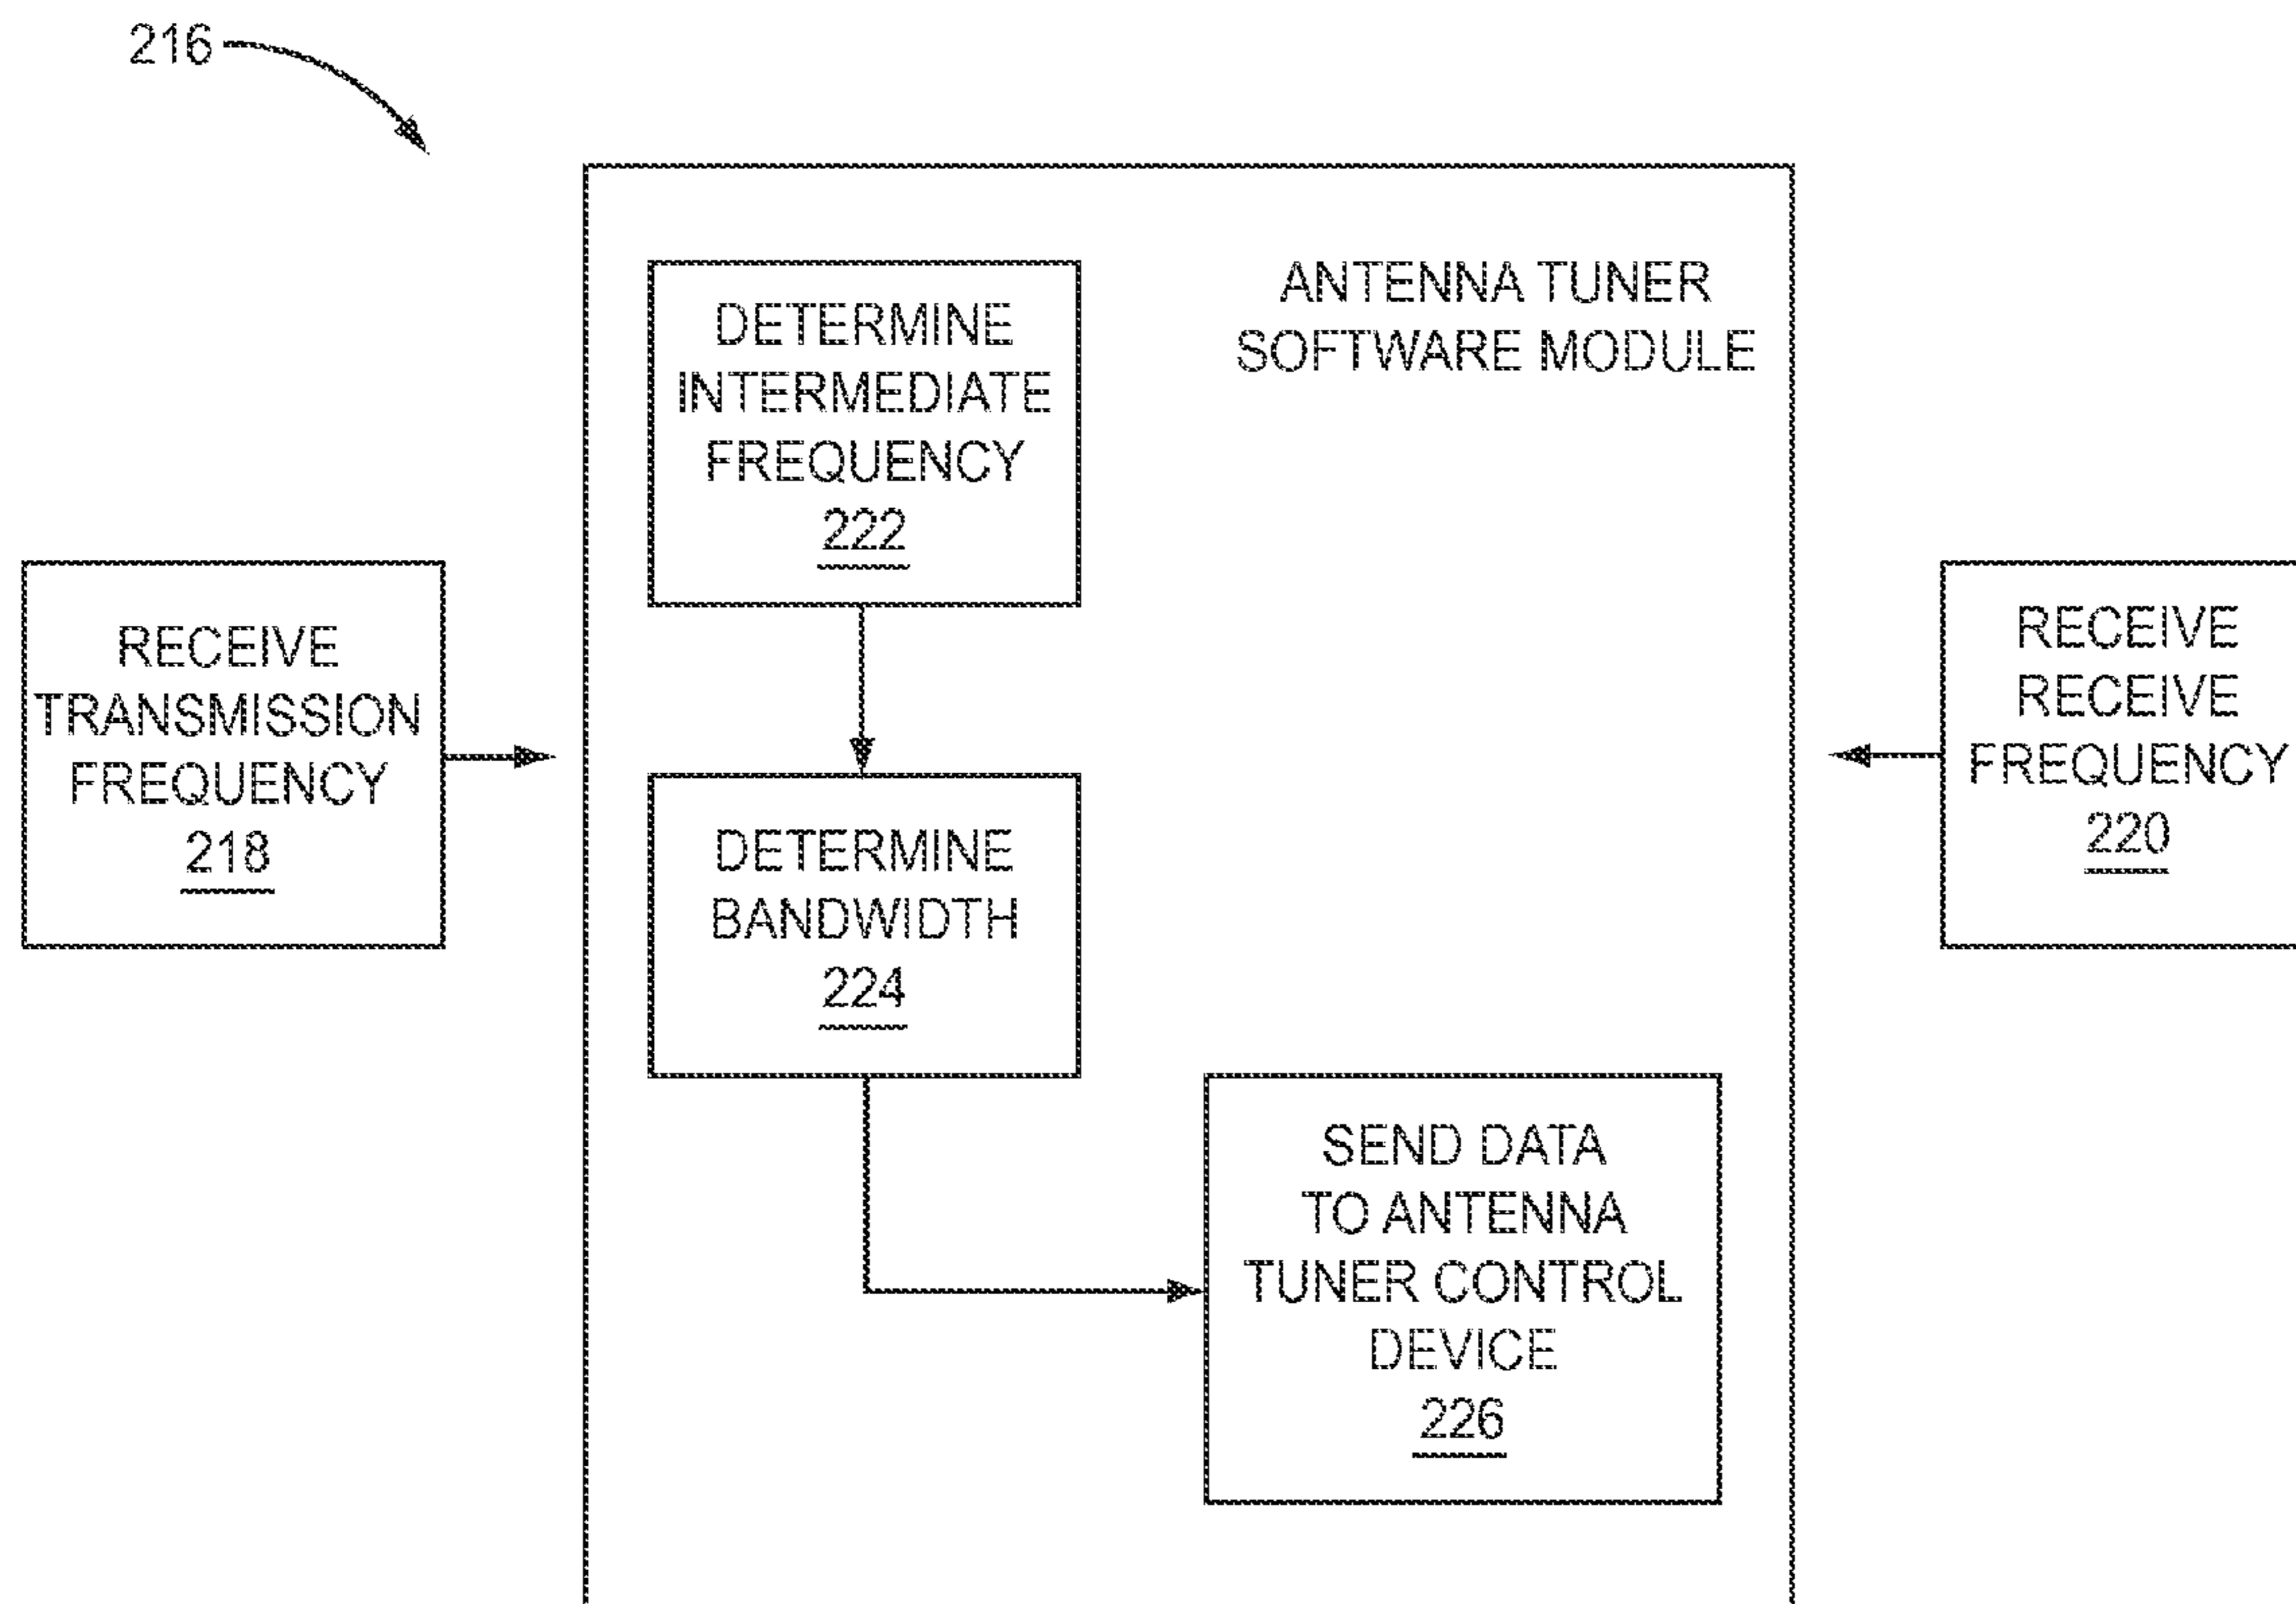 216
ANTENNA TUNER
SOFTWARE MODULE
DETERMINE
INTERMEDIATE
FREQUENCY
222
RECEIVE
TRANSMISSION
FREQUENCY
218
RECEIVE
RECEIVE
FREQUENCY
220
DETERMINE
BANDWIDTH
224
SEND DATA
TO ANTENNA
TUNER CONTROL
DEVICE
226